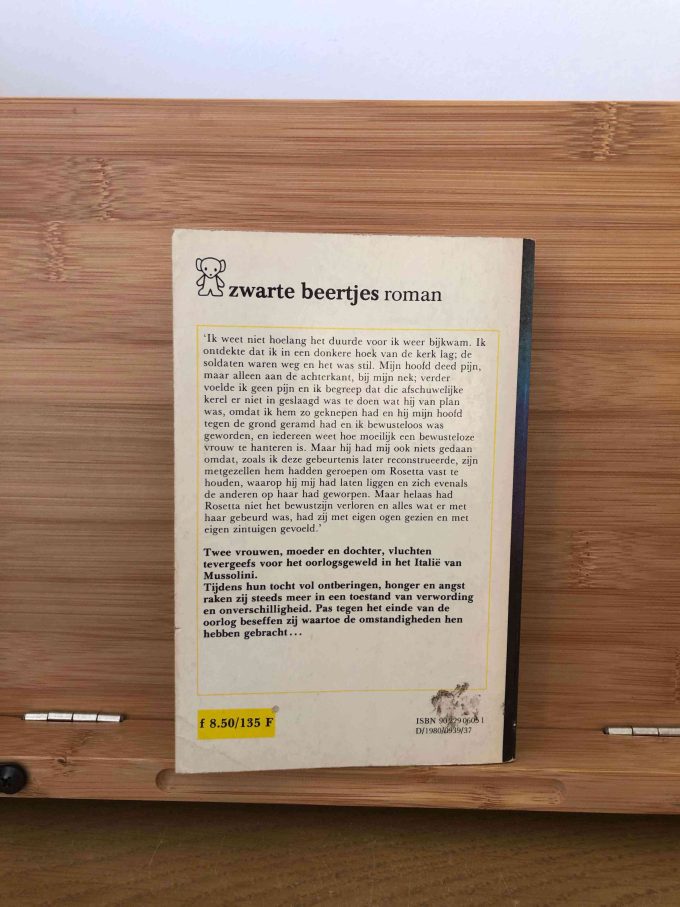 zwarte beertjes roman
'Ik weet niet hoelang het duurde voor ik weer bijkwam. Ik
ontdekte dat ik in een donkere hoek van de kerk lag; de
soldaten waren weg en het was stil. Mijn hoofd deed pijn,
maar alleen aan de achterkant, bij mijn nek; verder
voelde ik geen pijn en ik begreep dat die afschuwelijke
kerel er niet in geslaagd was te doen wat hij van plan
was, omdat ik hem zo geknepen had en hij mijn hoofd
tegen de grond geramd had en ik bewusteloos was
geworden, en iedereen weet hoe moeilijk een bewusteloze
vrouw te hanteren is. Maar hij had mij ook niets gedaan
omdat, zoals ik deze gebeurtenis later reconstrueerde, zijn
metgezellen hem hadden geroepen om Rosetta vast te
houden, waarop hij mij had laten liggen en zich evenals
de anderen op haar had geworpen. Maar helaas had
Rosetta niet het bewustzijn verloren en alles wat er met
haar gebeurd was, had zij met eigen ogen gezien en met
eigen zintuigen gevoeld.'
Twee vrouwen, moeder en dochter, vluchten
tevergeefs voor het oorlogsgeweld in het Italië van
Mussolini.
Tijdens hun tocht vol ontberingen, honger en angst
raken zij steeds meer in een toestand van verwording
en onverschilligheid. Pas tegen het einde van de
oorlog beseffen zij waartoe de omstandigheden hen
hebben gebracht...
f 8.50/135 F
ISBN 90 229 0605 1
D/1980/0939/37